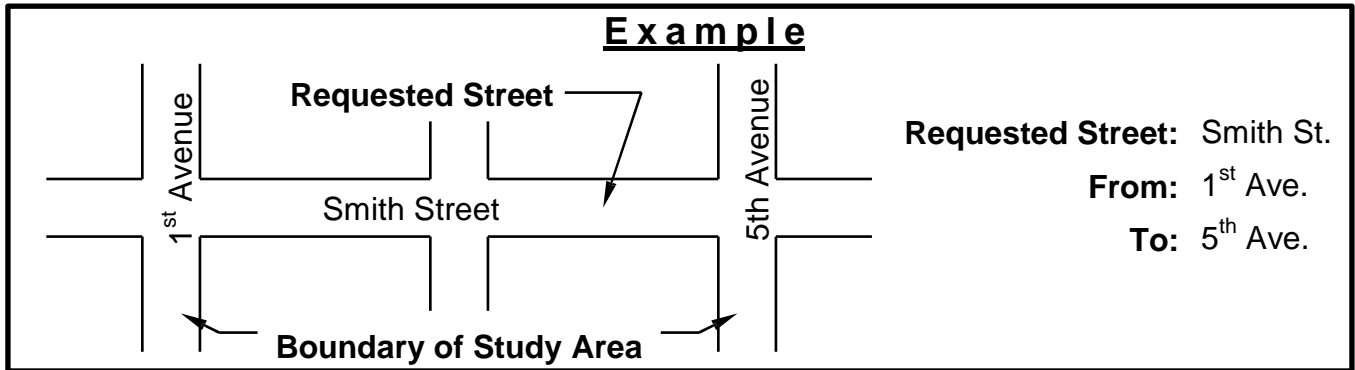 Example
Requested Street
1st Avenue
5th Avenue
Smith Street
Boundary of Study Area
Requested Street: Smith St.
From: 1st Ave.
To: 5th Ave.